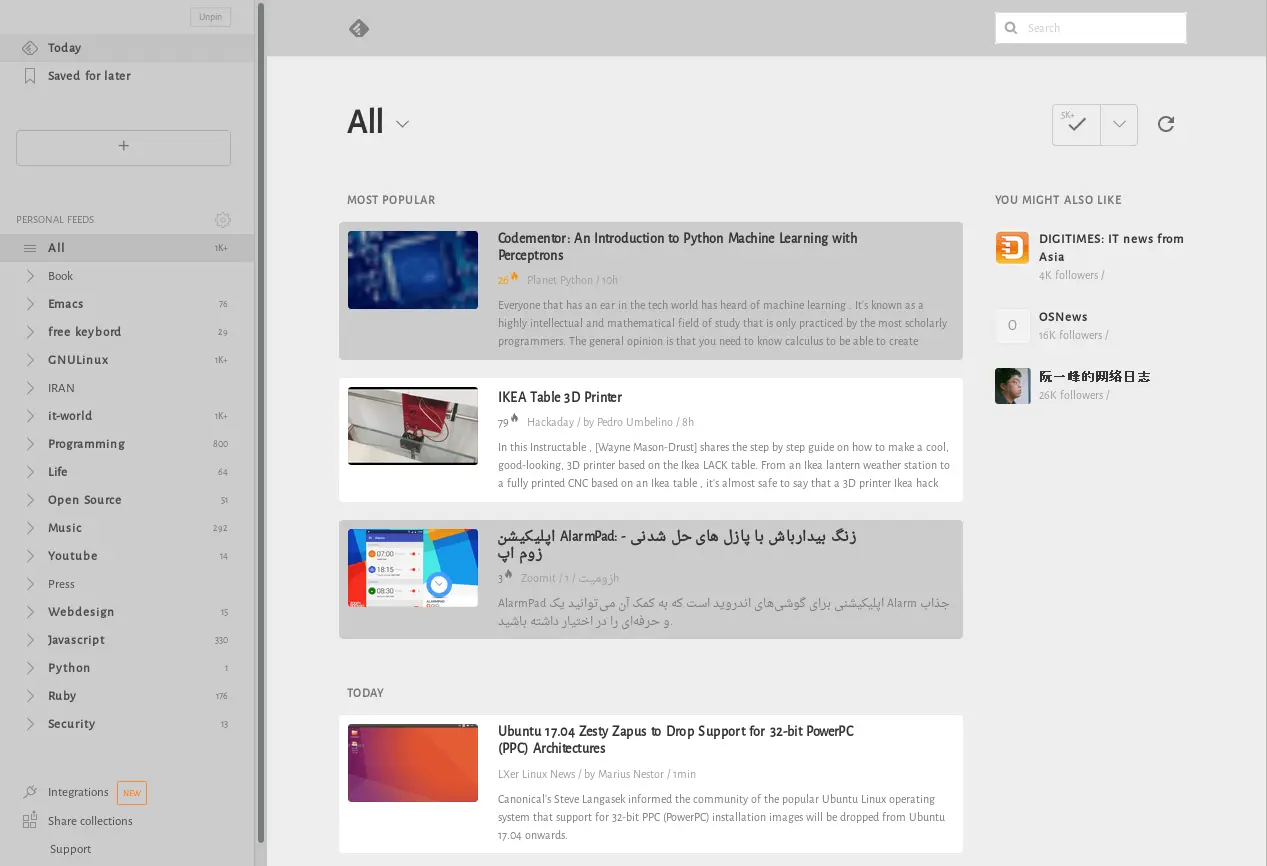 Unpin
Today
Saved for later
+
PERSONAL FEEDS
All 1K+
Book
Emacs 76
free keybord 29
GNULinux 1K+
IRAN
it-world 1K+
Programming 800
Life 64
Open Source 51
Music 292
Youtube 14
Press
Webdesign 15
Javascript 330
Python 1
Ruby 176
Security 13
Integrations NEW
Share collections
Support
Search
All
5K+
MOST POPULAR
Codementor: An Introduction to Python Machine Learning with
Perceptrons
26 Planet Python / 10h
Everyone that has an ear in the tech world has heard of machine learning . It's known as a
highly intellectual and mathematical field of study that is only practiced by the most scholarly
programmers. The general opinion is that you need to know calculus to be able to create
IKEA Table 3D Printer
79 Hackaday / by Pedro Umbelino / 8h
In this Instructable , [Wayne Mason-Drust] shares the step by step guide on how to make a cool,
good-looking, 3D printer based on the Ikea LACK table. From an Ikea lantern weather station to
a fully printed CNC based on an Ikea table , it's almost safe to say that a 3D printer Ikea hack
07:00
18:15
08:30
اپلیکیشن AlarmPad: - زنگ بیدارباش با پازل های حل شدنی
زوم اپ
3 Zoomit / زومیت / 1h
AlarmPad اپلیکیشنی برای گوشی‌های اندروید است که به کمک آن می‌توانید یک Alarm جذاب
و حرفه‌ای را در اختیار داشته باشید.
TODAY
Ubuntu 17.04 Zesty Zapus to Drop Support for 32-bit PowerPC
(PPC) Architectures
LXer Linux News / by Marius Nestor / 1min
Canonical's Steve Langasek informed the community of the popular Ubuntu Linux operating
system that support for 32-bit PPC (PowerPC) installation images will be dropped from Ubuntu
17.04 onwards.
YOU MIGHT ALSO LIKE
DIGITIMES: IT news from
Asia
4K followers /
O
OSNews
16K followers /
阮一峰的网络日志
26K followers /